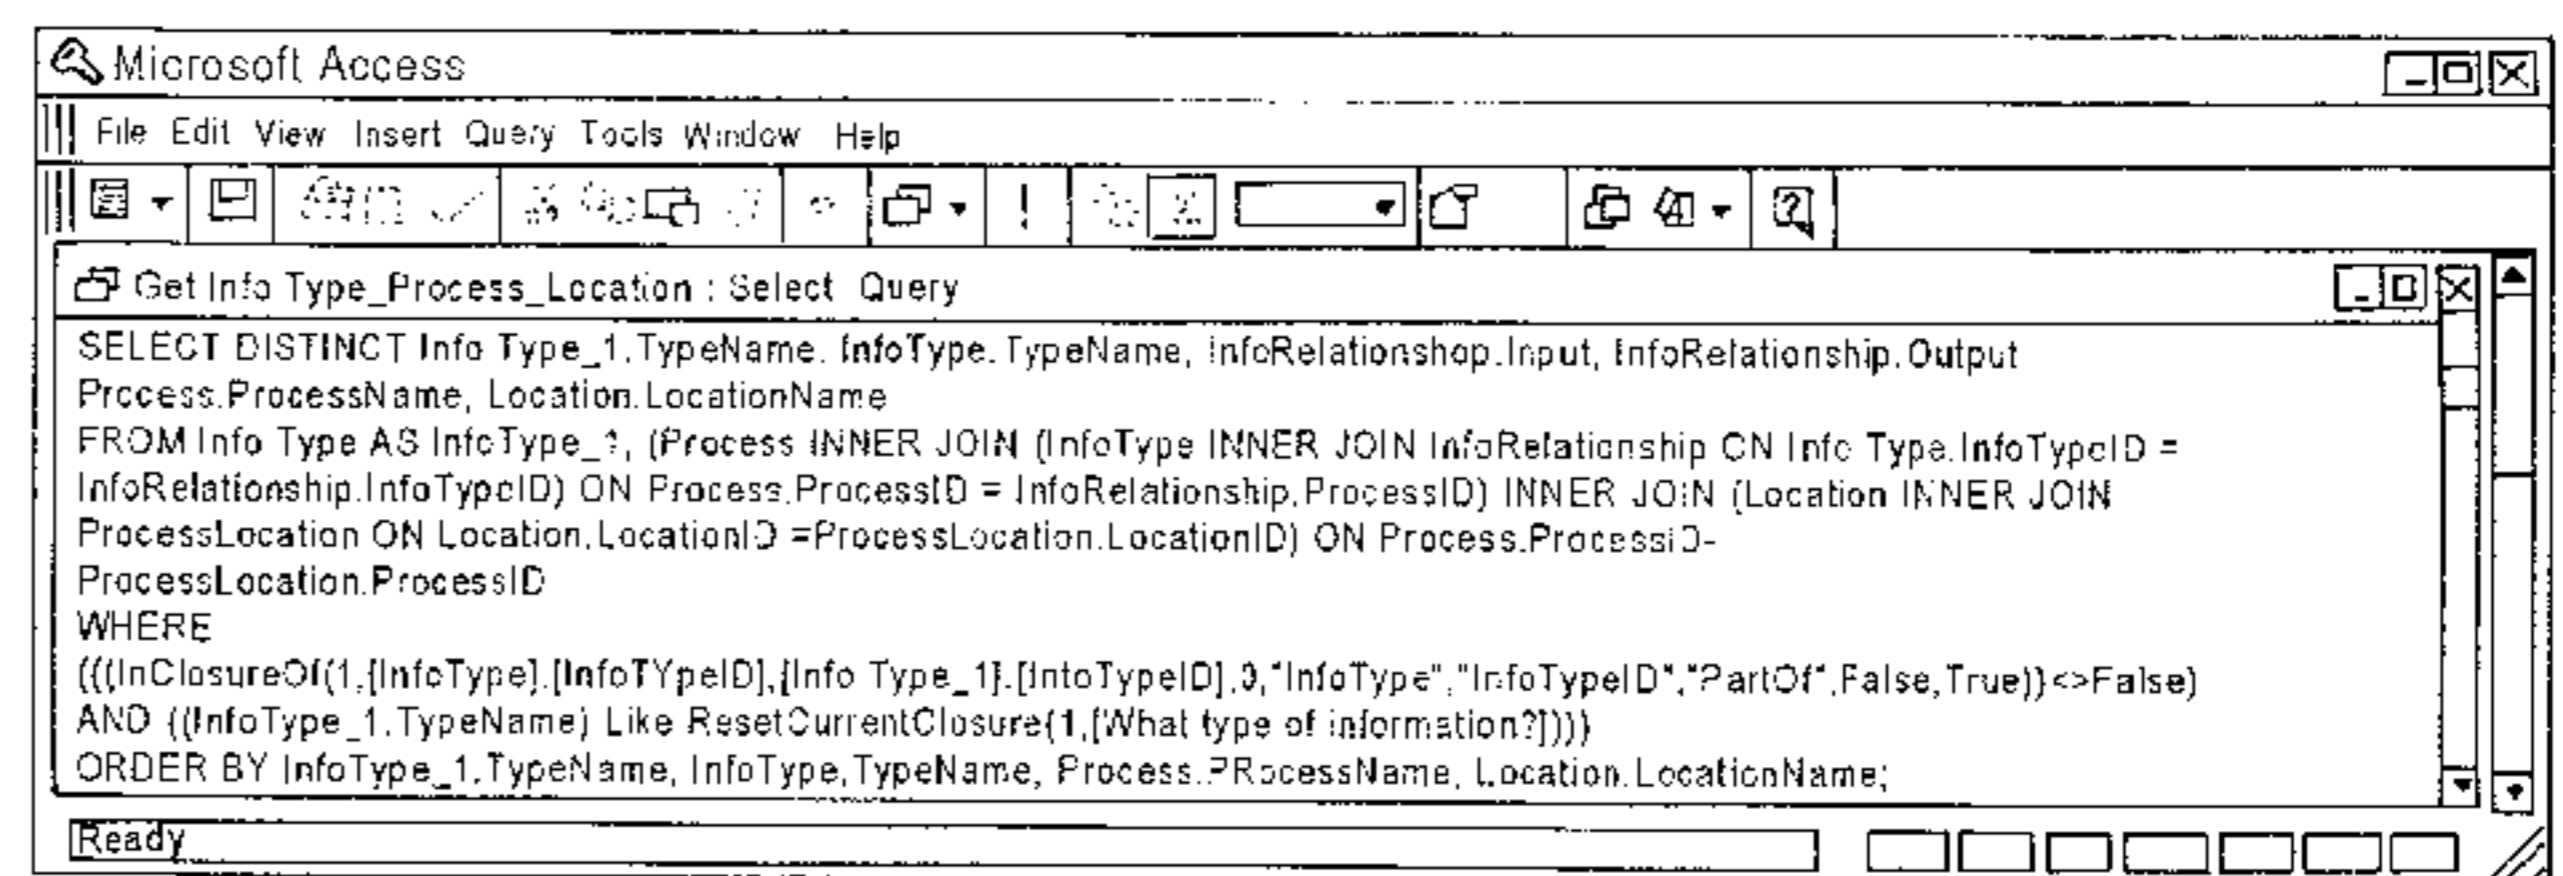 Microsoft Access
File Edit View Insert Query Tools Window Help
Get Info Type_Process_Location : Select Query
SELECT DISTINCT Info Type_1.TypeName. InfoType.TypeName, InfoRelationshop.Input, InfoRelationship.Output
Process.ProcessName, Location.LocationName
FROM Info Type AS InfoType_1, (Process INNER JOIN (InfoType INNER JOIN InfoRelationship ON Info Type.InfoTypeID =
InfoRelationship.InfoTypeID) ON Process.ProcessID = InfoRelationship.ProcessID) INNER JOIN (Location INNER JOIN
ProcessLocation ON Location.LocationID =ProcessLocation.LocationID) ON Process.ProcessID-
ProcessLocation.ProcessID
WHERE
(((InClosureOf(1,[InfoType].[InfoTYpeID],[Info Type_1].[InfoTypeID],0,"InfoType","InfoTypeID","PartOf",False,True))<>False)
AND ((InfoType_1.TypeName) Like ResetCurrentClosure(1,[What type of information?])))
ORDER BY InfoType_1.TypeName, InfoType,TypeName, Process.PRocessName, Location.LocationName;
Ready